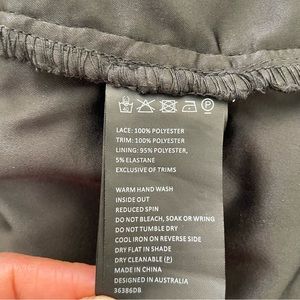 LACE: 100% POLYESTER
TRIM: 100% POLYESTER
LINING: 95% POLYESTER,
5% ELASTANE
EXCLUSIVE OF TRIMS
WARM HAND WASH
INSIDE OUT
REDUCED SPIN
DO NOT BLEACH, SOAK OR WRING
DO NOT TUMBLE DRY
COOL IRON ON REVERSE SIDE
DRY FLAT IN SHADE
DRY CLEANABLE (P)
MADE IN CHINA
DESIGNED IN AUSTRALIA
36386DB